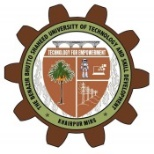 THE BENAZIR BHUTTO SHAHEED UNIVERSITY OF TECHNOLOGY AND SKILL DEVELOPMENT
TECHNOLOGY FOR EMPOWERMENT
KHAIRPUR MIRS